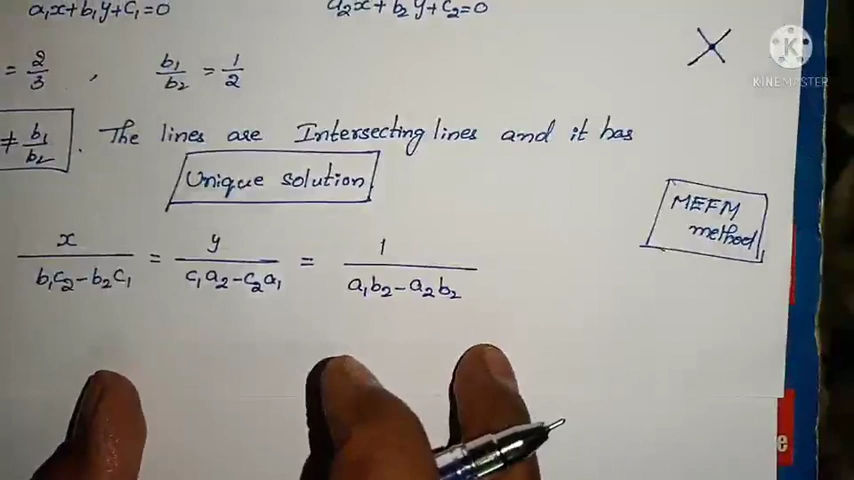 a₁x+b₁y+c₁=0 a₂x+b₂y+c₂=0
= 2/3 , b₁/b₂ = 1/2
≠ b₁/b₂ . The lines are Intersecting lines and it has
Unique solution
x/(b₁c₂-b₂c₁) = y/(c₁a₂-c₂a₁) = 1/(a₁b₂-a₂b₂)
MEFM
method
K
KINEMASTER
e